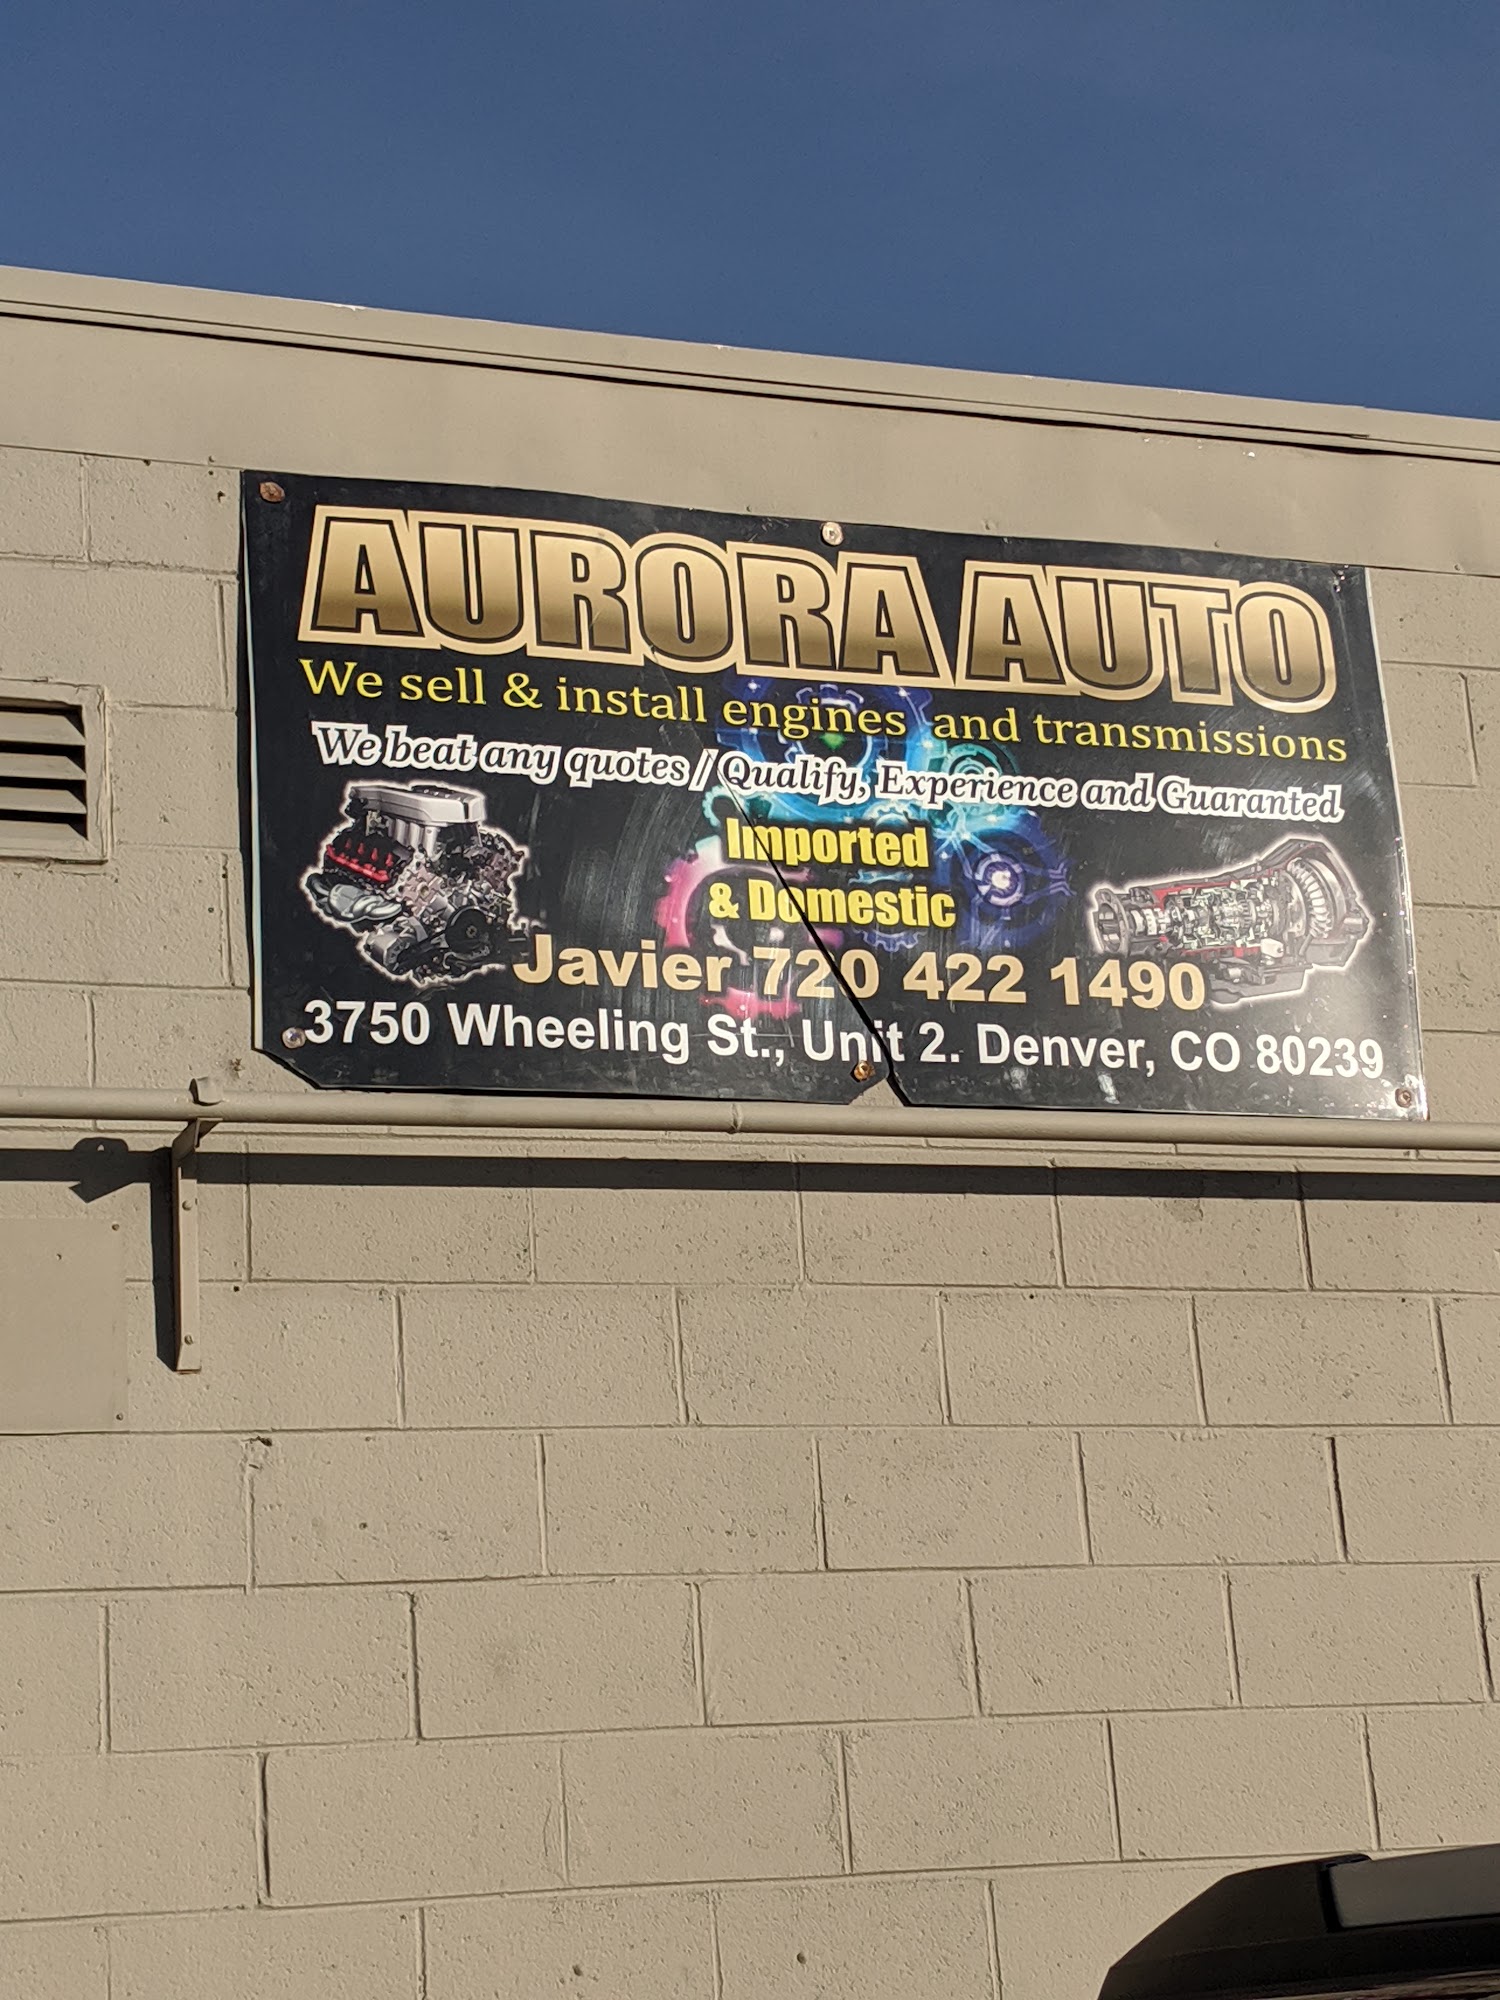 AURORA AUTO
We sell & install engines and transmissions
We beat any quotes / Qualify, Experience and Guaranted
Imported
& Domestic
Javier 720 422 1490
3750 Wheeling St., Unit 2. Denver, CO 80239